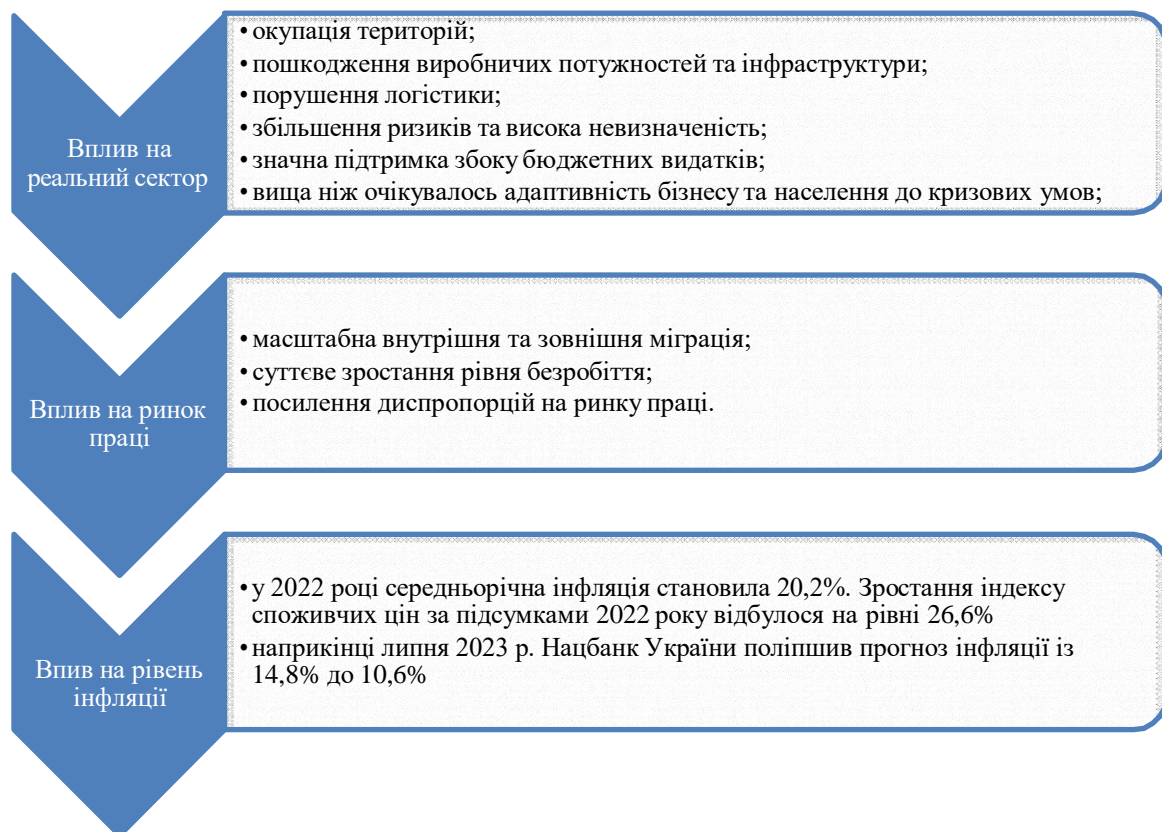 Вплив на
реальний сектор
• окупація територій;
• пошкодження виробничих потужностей та інфраструктури;
• порушення логістики;
• збільшення ризиків та висока невизначеність;
• значна підтримка збоку бюджетних видатків;
• вища ніж очікувалось адаптивність бізнесу та населення до кризових умов;
Вплив на ринок
праці
• масштабна внутрішня та зовнішня міграція;
• суттєве зростання рівня безробіття;
• посилення диспропорцій на ринку праці.
Впив на рівень
інфляції
• у 2022 році середньорічна інфляція становила 20,2%. Зростання індексу
споживчих цін за підсумками 2022 року відбулося на рівні 26,6%
• наприкінці липня 2023 р. Нацбанк України поліпшив прогноз інфляції із
14,8% до 10,6%